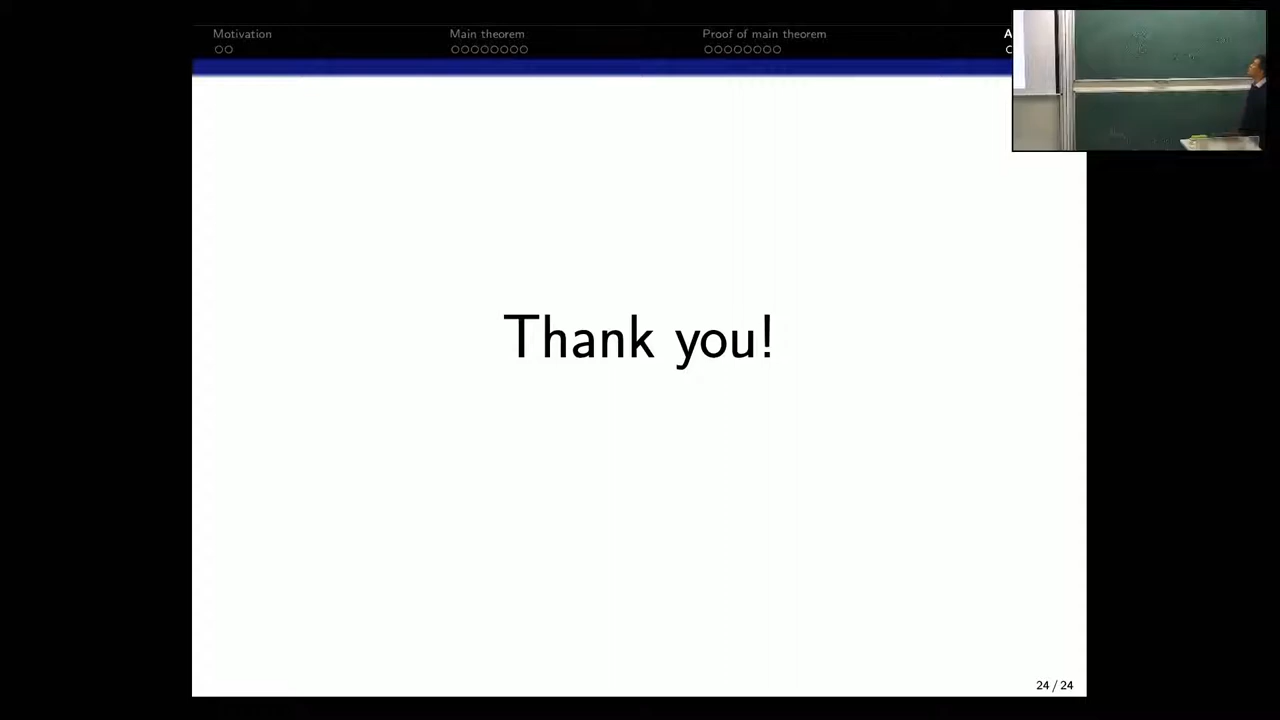 Motivation
Main theorem
Proof of main theorem
Thank you!
24 / 24